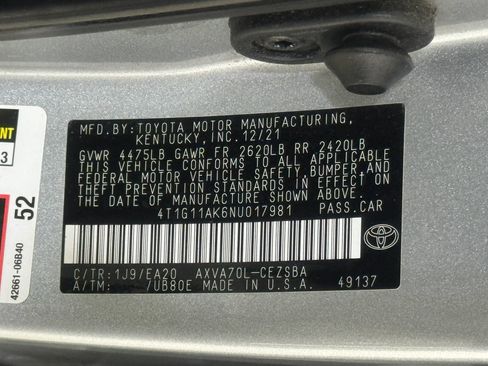 MFD.BY:TOYOTA MOTOR MANUFACTURING,
KENTUCKY, INC.12/21
GVWR 4475LB GAWR FR 2620LB RR 2420LB
THIS VEHICLE CONFORMS TO ALL APPLICABLE
FEDERAL MOTOR VEHICLE SAFETY, BUMPER, AND
THEFT PREVENTION STANDARDS IN EFFECT ON
THE DATE OF MANUFACTURE SHOWN ABOVE.
4T1G11AK6NU017981 PASS.CAR
C/TR:1J9/EA20 AXVA70L-CEZSBA
A/TM: /UB80E MADE IN U.S.A. 49137
TOYOTA
52
42661-06B40
3